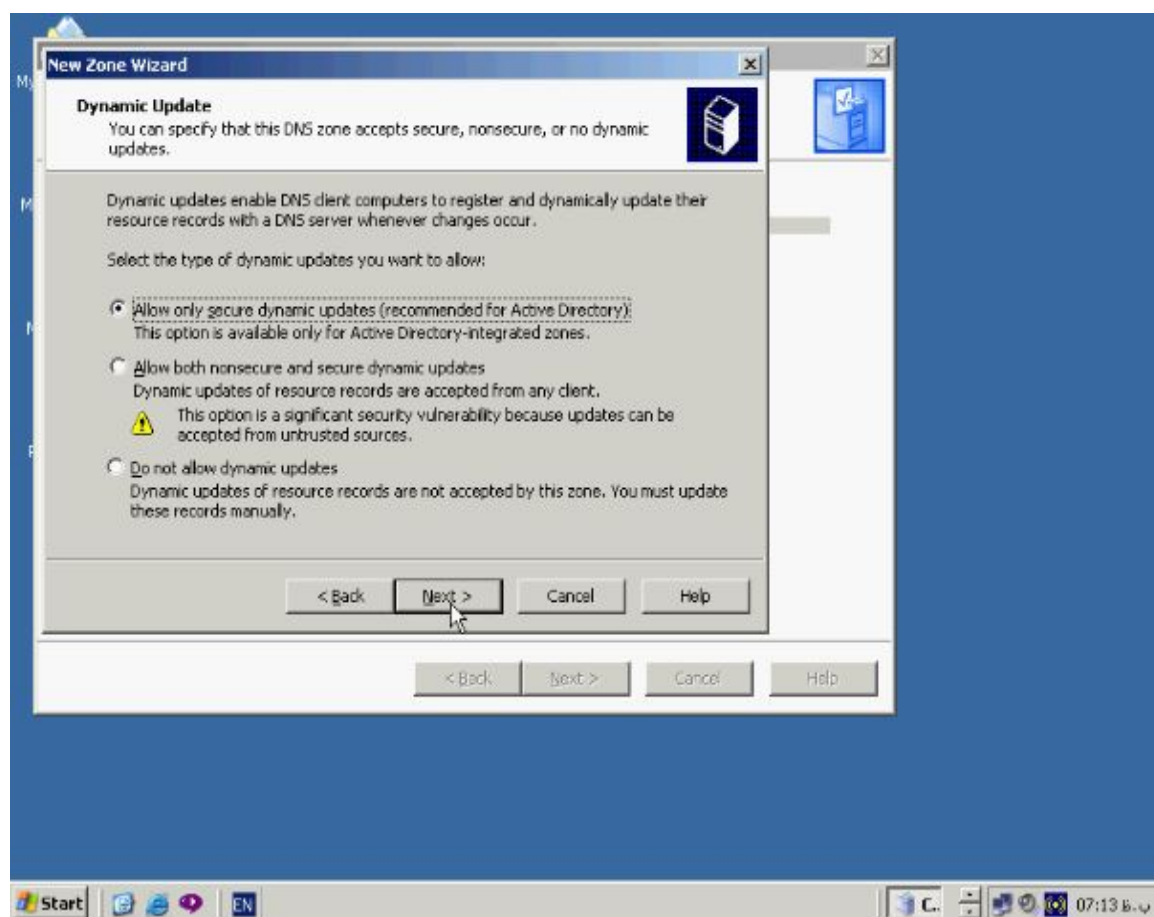 New Zone Wizard
Dynamic Update
You can specify that this DNS zone accepts secure, nonsecure, or no dynamic
updates.
Dynamic updates enable DNS client computers to register and dynamically update their
resource records with a DNS server whenever changes occur.
Select the type of dynamic updates you want to allow:
Allow only secure dynamic updates (recommended for Active Directory)
This option is available only for Active Directory-integrated zones.
Allow both nonsecure and secure dynamic updates
Dynamic updates of resource records are accepted from any client.
This option is a significant security vulnerability because updates can be
accepted from untrusted sources.
Do not allow dynamic updates
Dynamic updates of resource records are not accepted by this zone. You must update
these records manually.
< Back Next > Cancel Help
< Back Next > Cancel Help
Start EN C.. 07:13 ب.ظ